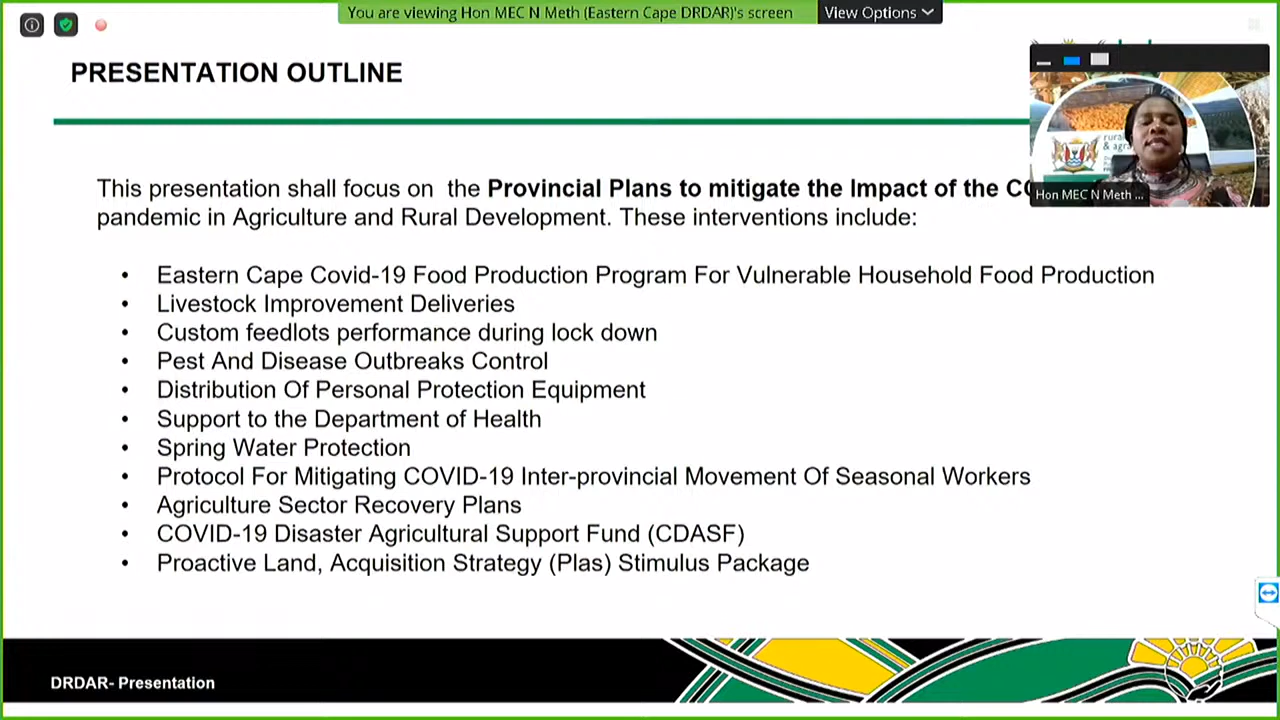 You are viewing Hon MEC N Meth (Eastern Cape DRDAR)'s screen
View Options
PRESENTATION OUTLINE
rura
& agra
Hon MEC N Meth ...
This presentation shall focus on the Provincial Plans to mitigate the Impact of the CO
pandemic in Agriculture and Rural Development. These interventions include:
• Eastern Cape Covid-19 Food Production Program For Vulnerable Household Food Production
• Livestock Improvement Deliveries
• Custom feedlots performance during lock down
• Pest And Disease Outbreaks Control
• Distribution Of Personal Protection Equipment
• Support to the Department of Health
• Spring Water Protection
• Protocol For Mitigating COVID-19 Inter-provincial Movement Of Seasonal Workers
• Agriculture Sector Recovery Plans
• COVID-19 Disaster Agricultural Support Fund (CDASF)
• Proactive Land, Acquisition Strategy (Plas) Stimulus Package
DRDAR- Presentation